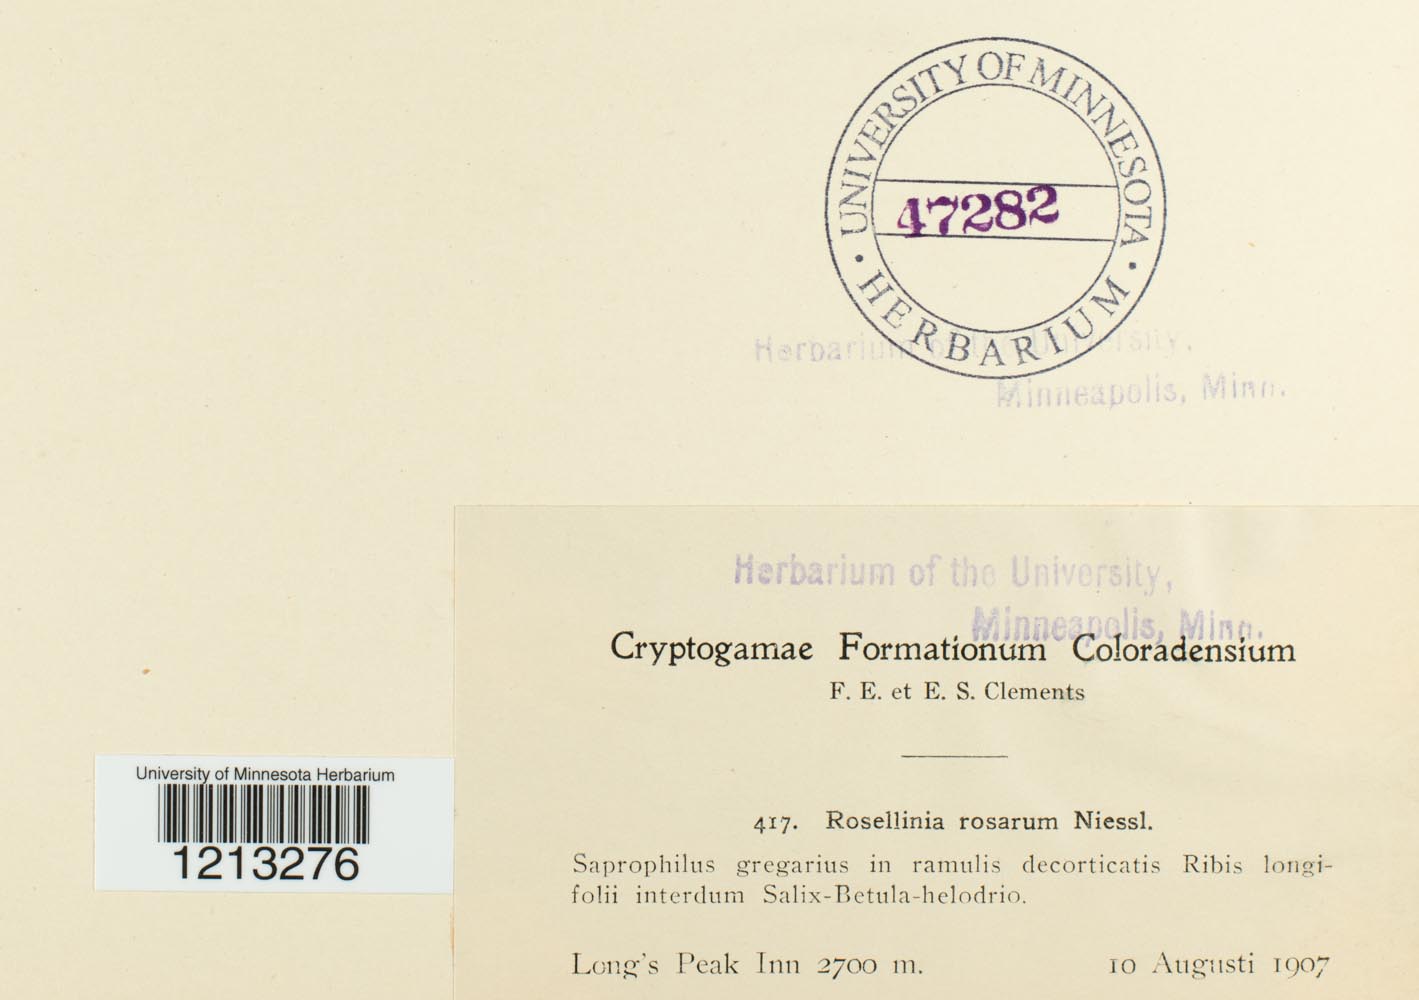 UNIVERSITY OF MINNESOTA
47282
• HERBARIUM •
Herbarium of the University,
Minneapolis, Minn.
Herbarium of the University,
Minneapolis, Minn.
Cryptogamae Formationum Coloradensium
F. E. et E. S. Clements
University of Minnesota Herbarium
1213276
417. Rosellinia rosarum Niessl.
Saprophilus gregarius in ramulis decorticatis Ribis longi-
folii interdum Salix-Betula-helodrio.
Long's Peak Inn 2700 m. 10 Augusti 1907